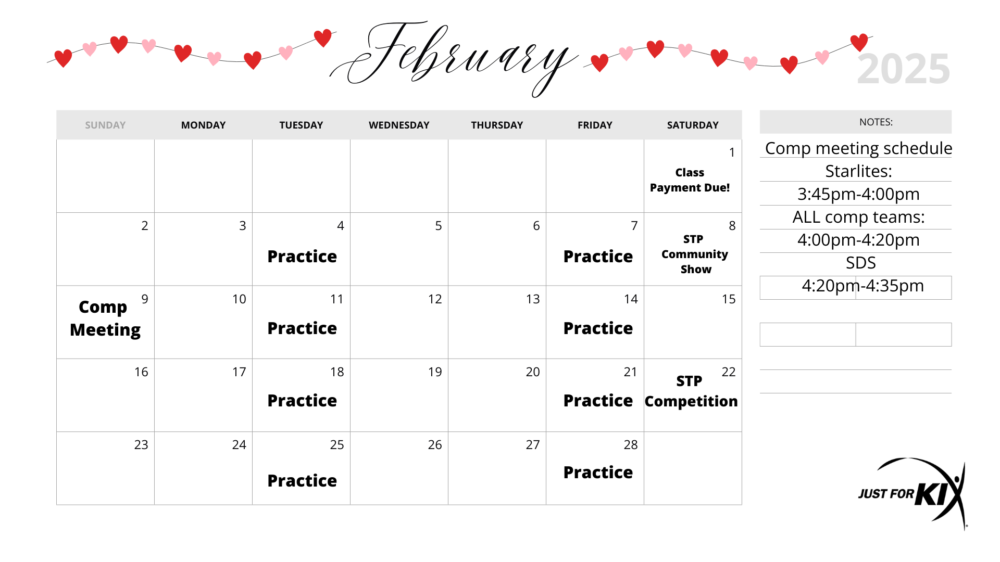 February
2025
SUNDAY MONDAY TUESDAY WEDNESDAY THURSDAY FRIDAY SATURDAY
NOTES:
1
Class
Payment Due!
2 3 4 5 6 7 8
Practice Practice
STP
Community
Show
9 10 11 12 13 14 15
Comp
Meeting
Practice Practice
16 17 18 19 20 21 22
Practice Practice
STP
Competition
23 24 25 26 27 28
Practice Practice
Comp meeting schedule
Starlites:
3:45pm-4:00pm
ALL comp teams:
4:00pm-4:20pm
SDS
4:20pm-4:35pm
JUST FOR KIX
®